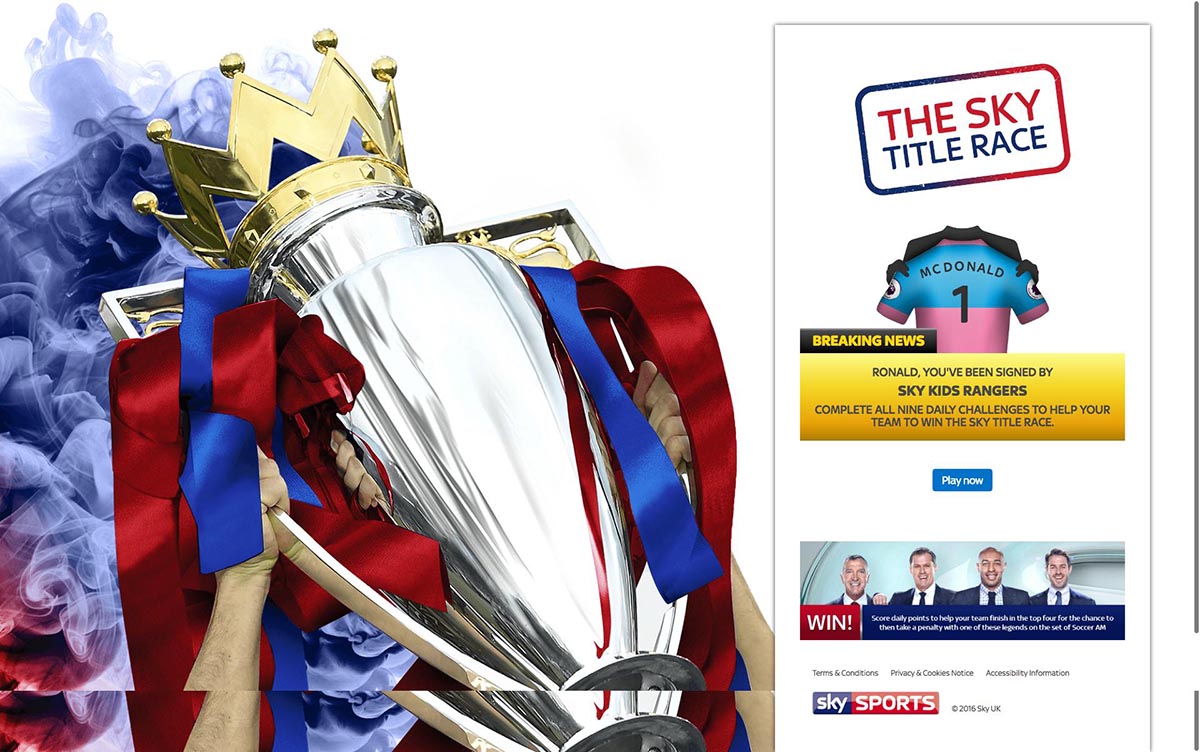 THE SKY
TITLE RACE
MCDONALD
1
BREAKING NEWS
RONALD, YOU'VE BEEN SIGNED BY
SKY KIDS RANGERS
COMPLETE ALL NINE DAILY CHALLENGES TO HELP YOUR
TEAM TO WIN THE SKY TITLE RACE.
Play now
WIN!
Score daily points to help your team finish in the top four for the chance to
then take a penalty with one of these legends on the set of Soccer AM
Terms & Conditions Privacy & Cookies Notice Accessibility Information
sky SPORTS © 2016 Sky UK